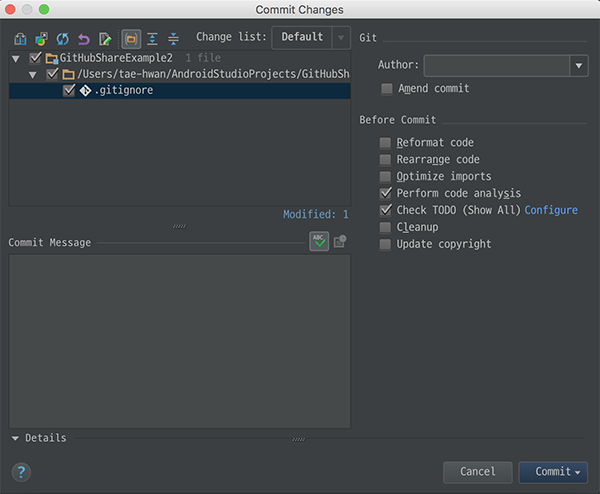 Commit Changes
Change list: Default
GitHubShareExample2 1 file
/Users/tae-hwan/AndroidStudioProjects/GitHubSh
.gitignore
Modified: 1
Commit Message
ABC
Details
Git
Author:
Amend commit
Before Commit
Reformat code
Rearrange code
Optimize imports
Perform code analysis
Check TODO (Show All) Configure
Cleanup
Update copyright
?
Cancel
Commit